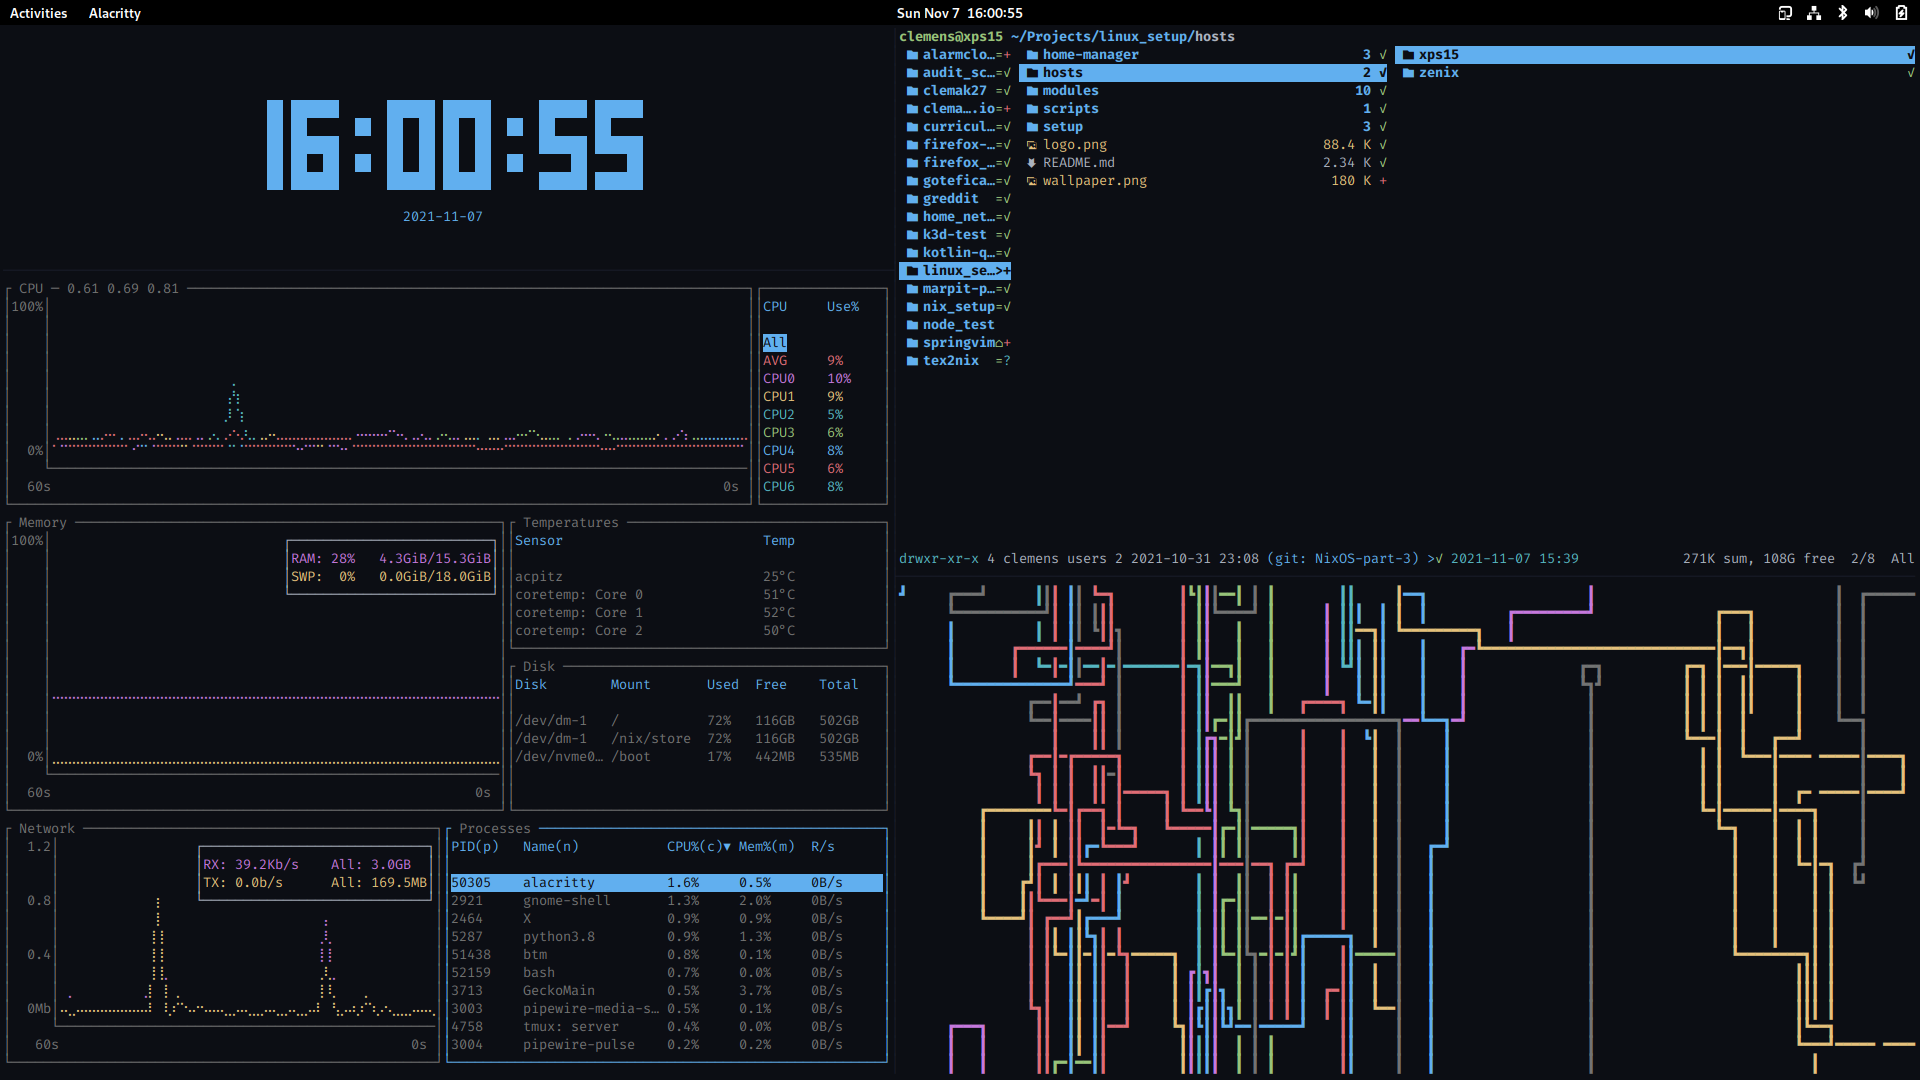 Activities Alacritty Sun Nov 7 16:00:55
16:00:55
2021-11-07
CPU — 0.61 0.69 0.81
100%
0%
60s 0s
CPU Use%
All
AVG 9%
CPU0 10%
CPU1 9%
CPU2 5%
CPU3 6%
CPU4 8%
CPU5 6%
CPU6 8%
Memory
100%
RAM: 28% 4.3GiB/15.3GiB
SWP: 0% 0.0GiB/18.0GiB
0%
60s 0s
Temperatures
Sensor Temp
acpitz 25°C
coretemp: Core 0 51°C
coretemp: Core 1 52°C
coretemp: Core 2 50°C
Disk
Disk Mount Used Free Total
/dev/dm-1 / 72% 116GB 502GB
/dev/dm-1 /nix/store 72% 116GB 502GB
/dev/nvme0… /boot 17% 442MB 535MB
Network
1.2
RX: 39.2Kb/s All: 3.0GB
TX: 0.0b/s All: 169.5MB
0.8
0.4
0Mb
60s 0s
Processes
PID(p) Name(n) CPU%(c)▼ Mem%(m) R/s
50305 alacritty 1.6% 0.5% 0B/s
2921 gnome-shell 1.3% 2.0% 0B/s
2464 X 0.9% 0.9% 0B/s
5287 python3.8 0.9% 1.3% 0B/s
51438 btm 0.8% 0.1% 0B/s
52159 bash 0.7% 0.0% 0B/s
3713 GeckoMain 0.5% 3.7% 0B/s
3003 pipewire-media-s… 0.5% 0.1% 0B/s
4758 tmux: server 0.4% 0.0% 0B/s
3004 pipewire-pulse 0.2% 0.2% 0B/s
clemens@xps15 ~/Projects/linux_setup/hosts
alarmclo…=+
audit_sc…=√
clemak27 =√
clema….io=+
curricul…=√
firefox-…=√
firefox_…=√
gotefica…=√
greddit =√
home_net…=√
k3d-test =√
kotlin-q…=√
linux_se…>+
marpit-p…=√
nix_setup=√
node_test
springvim⌂+
tex2nix =?
home-manager 3 √
hosts 2 √
modules 10 √
scripts 1 √
setup 3 √
logo.png 88.4 K √
README.md 2.34 K √
wallpaper.png 180 K +
xps15 √
zenix √
drwxr-xr-x 4 clemens users 2 2021-10-31 23:08 (git: NixOS-part-3) >√ 2021-11-07 15:39 271K sum, 108G free 2/8 All